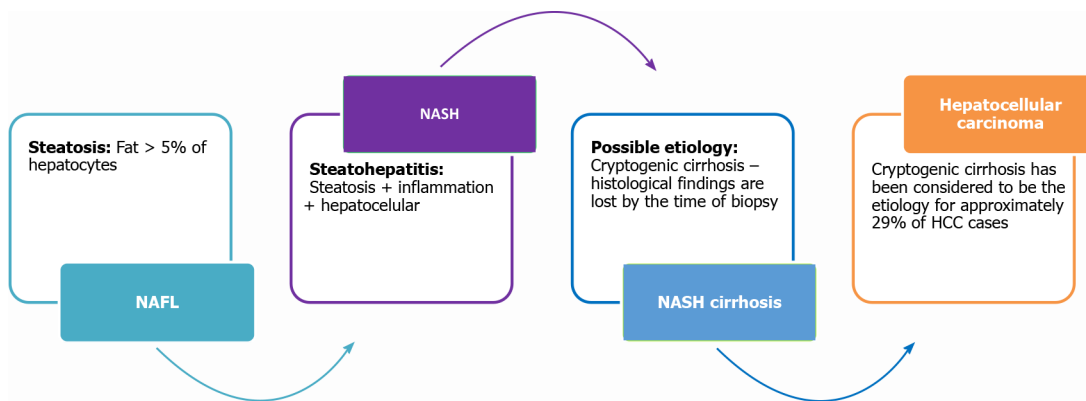 Steatosis: Fat > 5% of
hepatocytes
NAFL
NASH
Steatohepatitis:
Steatosis + inflammation
+ hepatocelular
Possible etiology:
Cryptogenic cirrhosis –
histological findings are
lost by the time of biopsy
NASH cirrhosis
Hepatocellular
carcinoma
Cryptogenic cirrhosis has
been considered to be the
etiology for approximately
29% of HCC cases